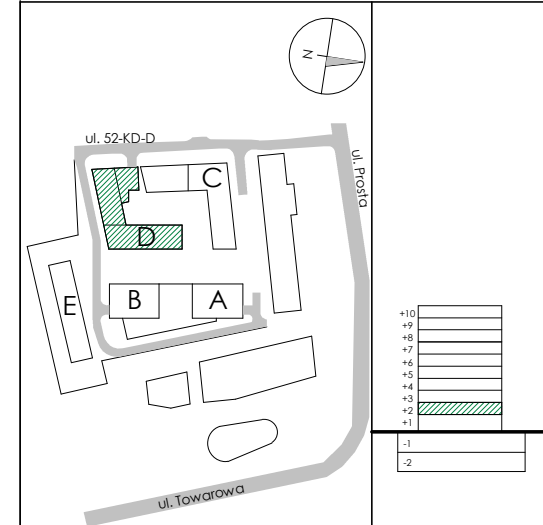 N
ul. 52-KD-D
ul. Prosta
C
D
E
B
A
ul. Towarowa
+10
+9
+8
+7
+6
+5
+4
+3
+2
+1
-1
-2